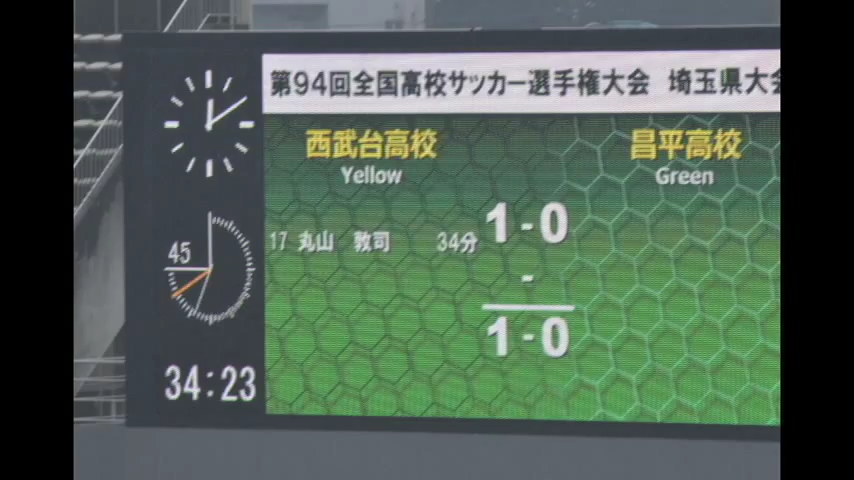 第94回全国高校サッカー選手権大会 埼玉県大会
西武台高校 昌平高校
Yellow Green
17 丸山 敦司 34分 1-0
-
45
1-0
34:23